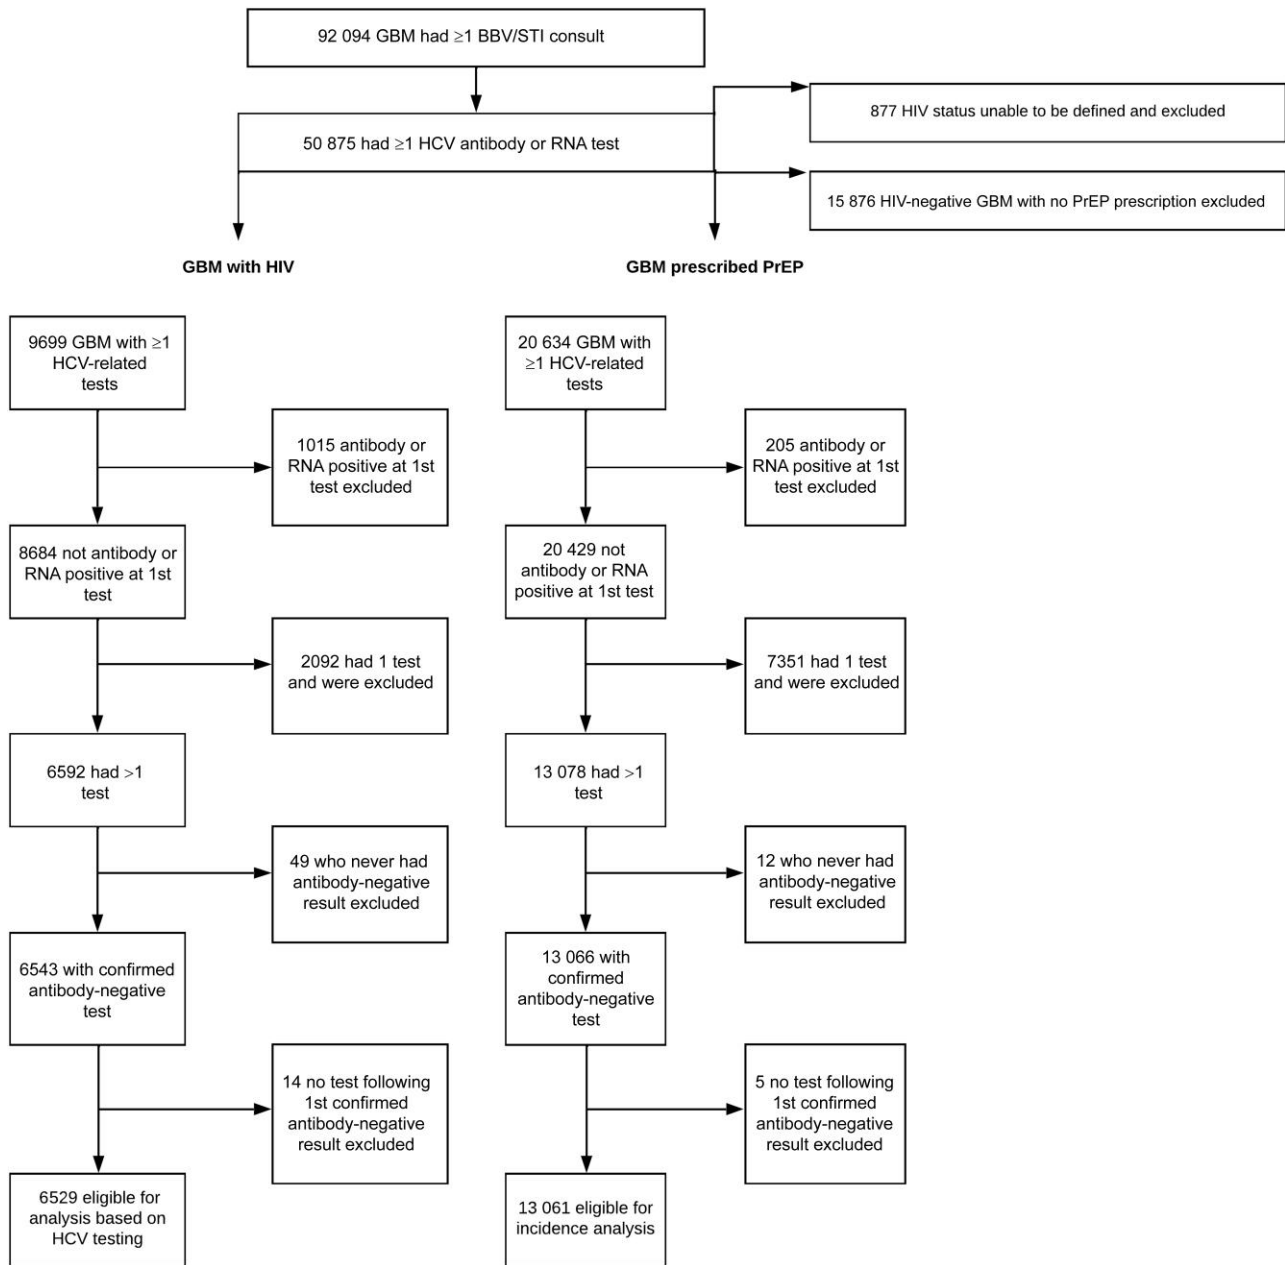 92 094 GBM had ≥1 BBV/STI consult
877 HIV status unable to be defined and excluded
50 875 had ≥1 HCV antibody or RNA test
15 876 HIV-negative GBM with no PrEP prescription excluded
GBM with HIV
GBM prescribed PrEP
9699 GBM with ≥1
HCV-related
tests
20 634 GBM with
≥1 HCV-related
tests
1015 antibody or
RNA positive at 1st
test excluded
205 antibody or
RNA positive at 1st
test excluded
8684 not antibody or
RNA positive at 1st
test
20 429 not
antibody or RNA
positive at 1st test
2092 had 1 test
and were excluded
7351 had 1 test
and were excluded
6592 had >1
test
13 078 had >1
test
49 who never had
antibody-negative
result excluded
12 who never had
antibody-negative
result excluded
6543 with confirmed
antibody-negative
test
13 066 with
confirmed
antibody-negative
test
14 no test following
1st confirmed
antibody-negative
result excluded
5 no test following
1st confirmed
antibody-negative
result excluded
6529 eligible for
analysis based on
HCV testing
13 061 eligible for
incidence analysis